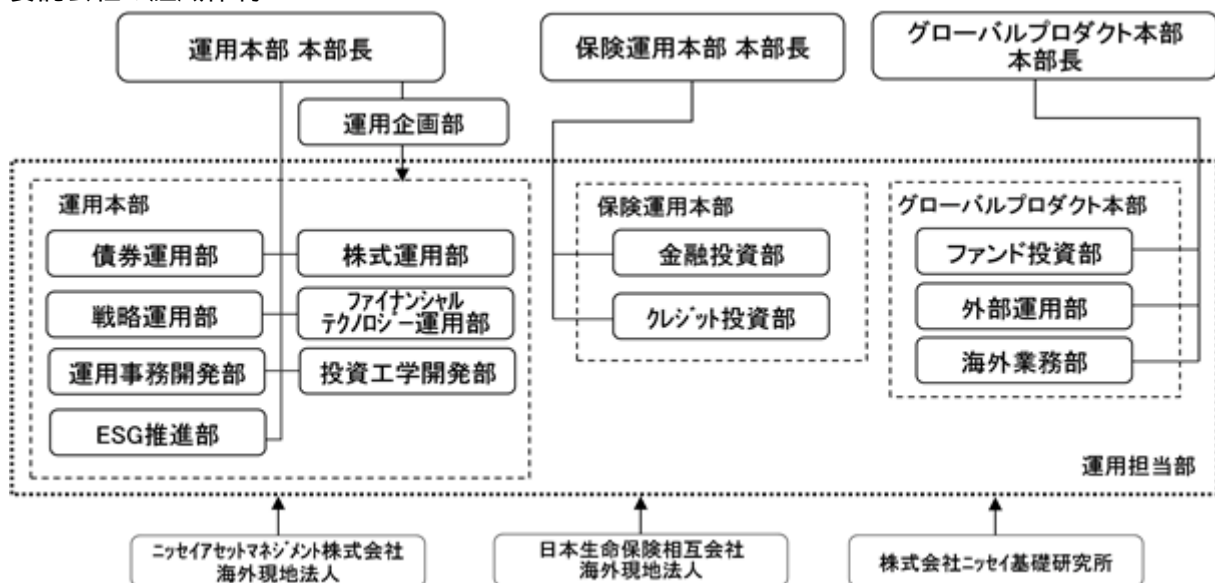 運用本部 本部長
保険運用本部 本部長
グローバルプロダクト本部
本部長
運用企画部
運用本部
債券運用部
株式運用部
戦略運用部
ファイナンシャル
テクノロジー運用部
運用事務開発部
投資工学開発部
ESG推進部
保険運用本部
金融投資部
クレジット投資部
グローバルプロダクト本部
ファンド投資部
外部運用部
海外業務部
運用担当部
ニッセイアセットマネジメント株式会社
海外現地法人
日本生命保険相互会社
海外現地法人
株式会社ニッセイ基礎研究所